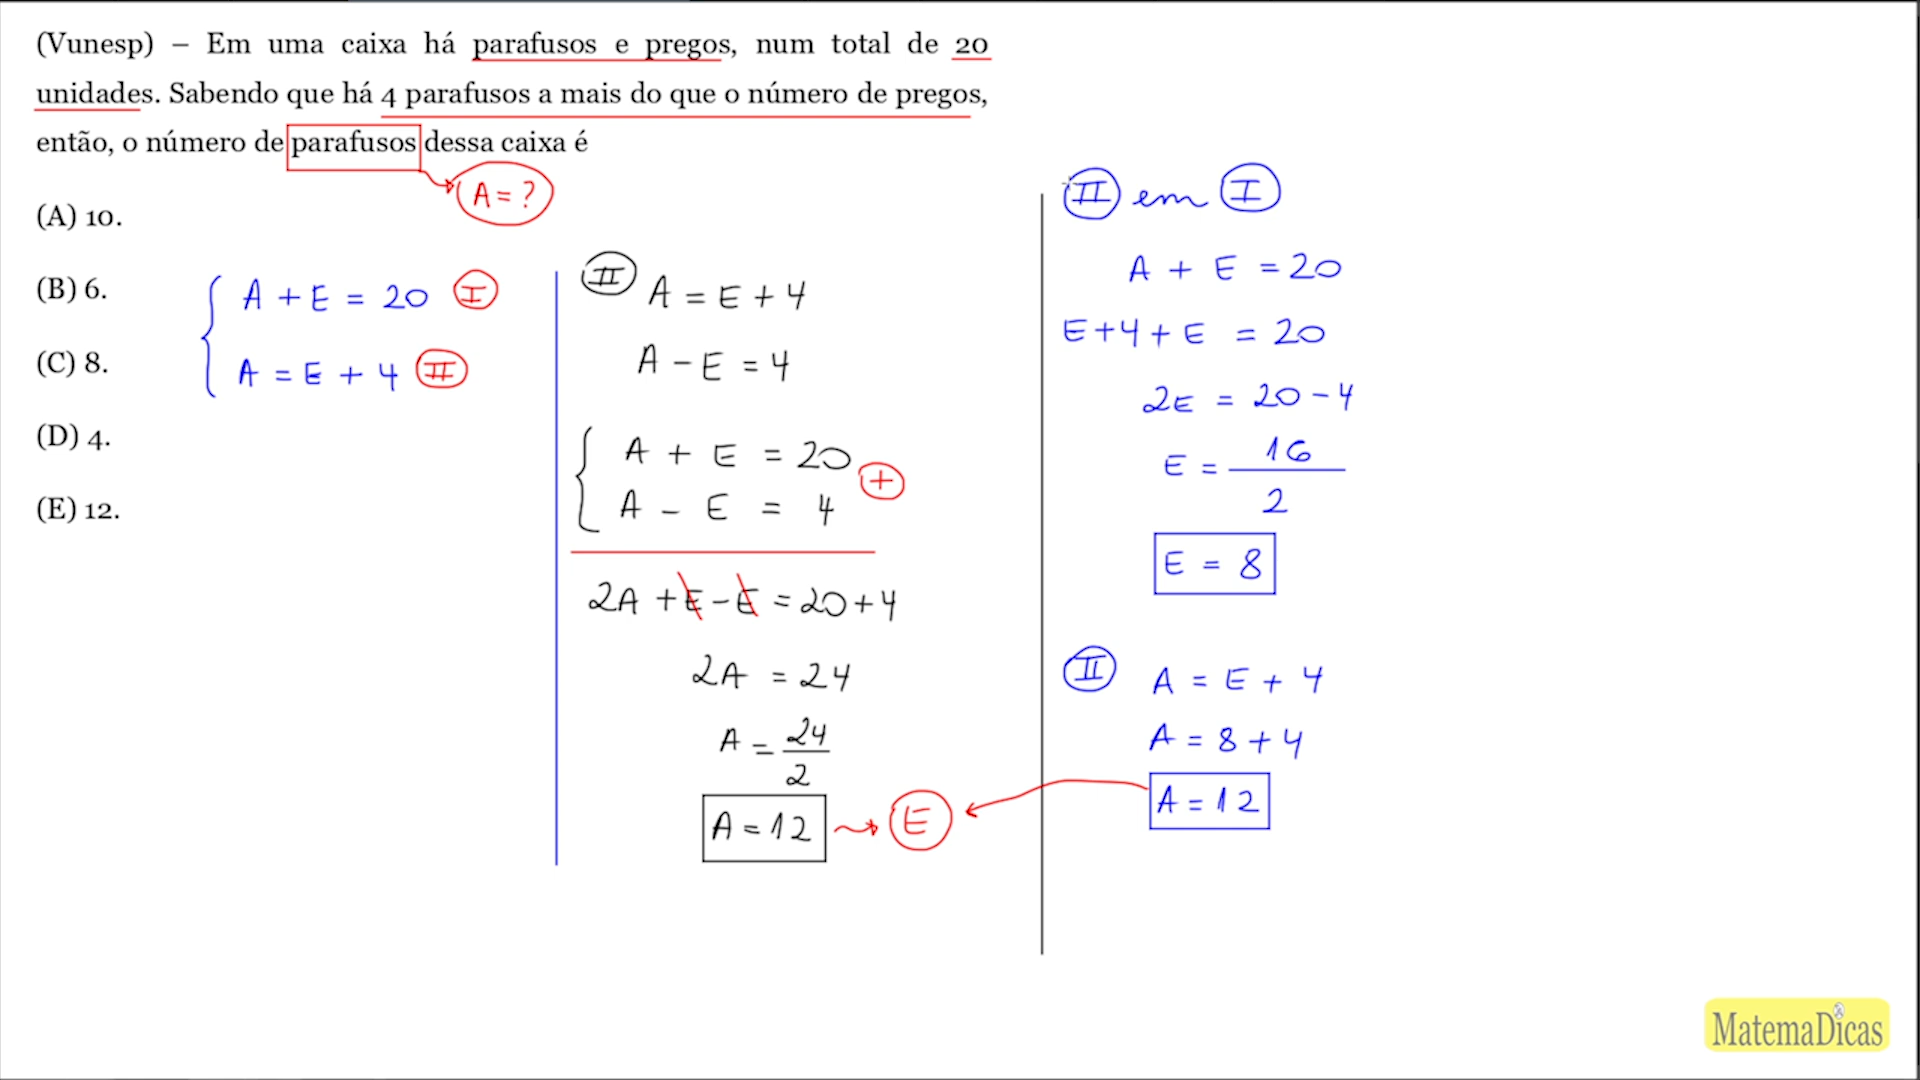 (Vunesp) – Em uma caixa há parafusos e pregos, num total de 20
unidades. Sabendo que há 4 parafusos a mais do que o número de pregos,
então, o número de parafusos dessa caixa é
A = ?
(A) 10.
(B) 6.
(C) 8.
(D) 4.
(E) 12.
A + E = 20 I
A = E + 4 II
II A = E + 4
A - E = 4
A + E = 20
A - E = 4
+
2A + E - E = 20 + 4
2A = 24
A = 24
2
A = 12
E
II em I
A + E = 20
E + 4 + E = 20
2E = 20 - 4
E = 16
2
E = 8
II A = E + 4
A = 8 + 4
A = 12
MatemaDicas